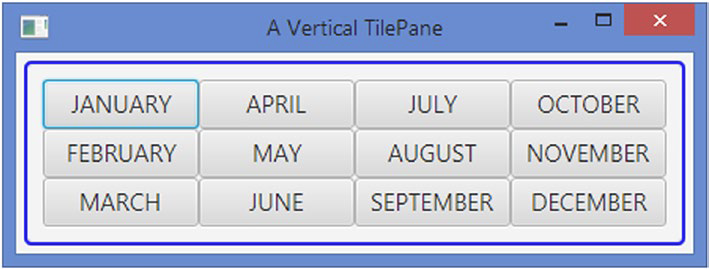 A Vertical TilePane
JANUARY APRIL JULY OCTOBER
FEBRUARY MAY AUGUST NOVEMBER
MARCH JUNE SEPTEMBER DECEMBER